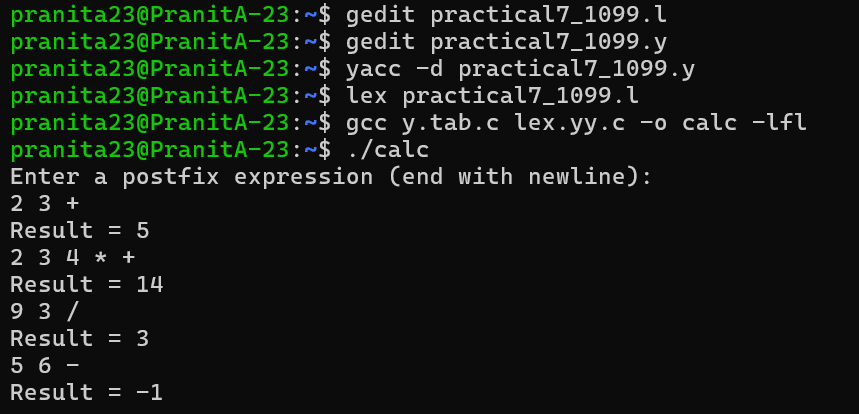 pranita23@PranitA-23:~$ gedit practical7_1099.l
pranita23@PranitA-23:~$ gedit practical7_1099.y
pranita23@PranitA-23:~$ yacc -d practical7_1099.y
pranita23@PranitA-23:~$ lex practical7_1099.l
pranita23@PranitA-23:~$ gcc y.tab.c lex.yy.c -o calc -lfl
pranita23@PranitA-23:~$ ./calc
Enter a postfix expression (end with newline):
2 3 +
Result = 5
2 3 4 * +
Result = 14
9 3 /
Result = 3
5 6 -
Result = -1